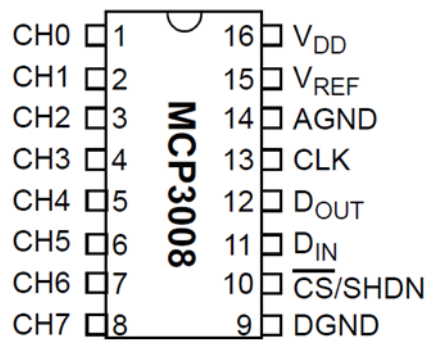 CH0 1 16 VDD
CH1 2 15 VREF
CH2 3 14 AGND
CH3 4 13 CLK
CH4 5 12 DOUT
CH5 6 11 DIN
CH6 7 10 CS/SHDN
CH7 8 9 DGND
MCP3008